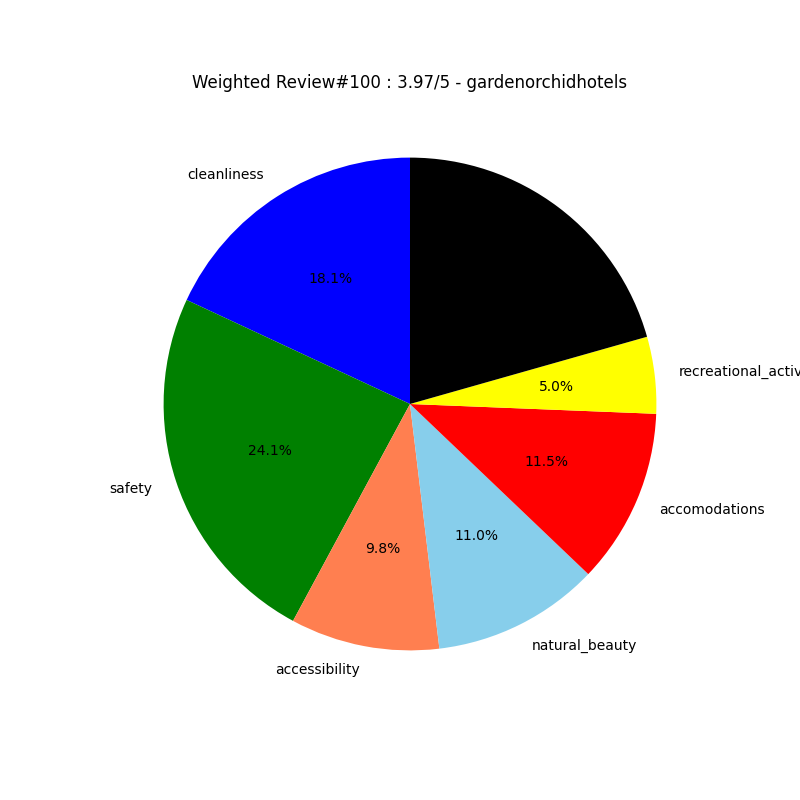 Weighted Review#100 : 3.97/5 - gardenorchidhotels
cleanliness
18.1%
recreational_activ
5.0%
24.1%
11.5%
safety
accomodations
9.8%
11.0%
natural_beauty
accessibility